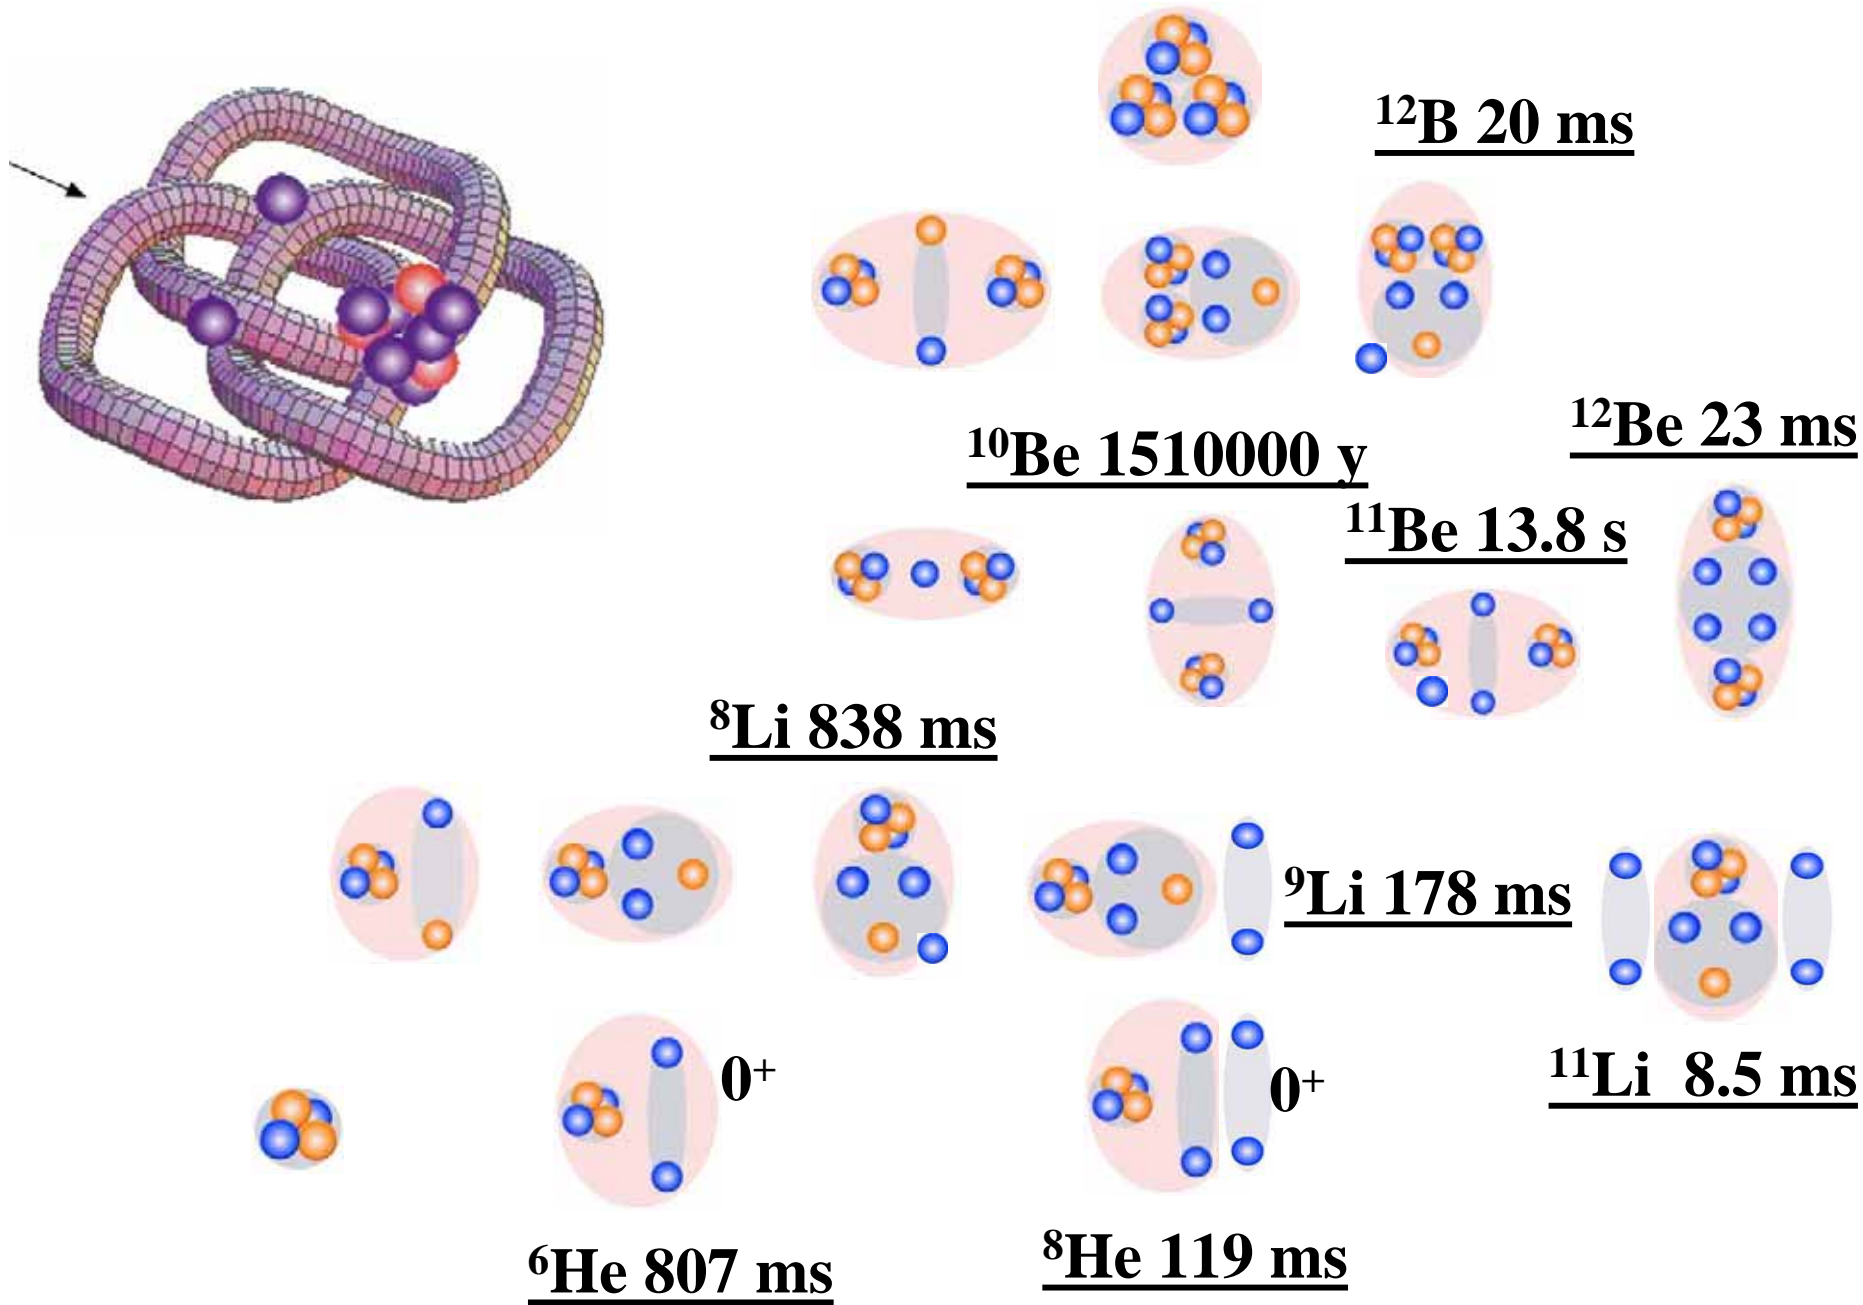 ¹²B 20 ms
¹²Be 23 ms
¹⁰Be 1510000 y
¹¹Be 13.8 s
⁸Li 838 ms
⁹Li 178 ms
0⁺
0⁺
¹¹Li 8.5 ms
⁶He 807 ms
⁸He 119 ms